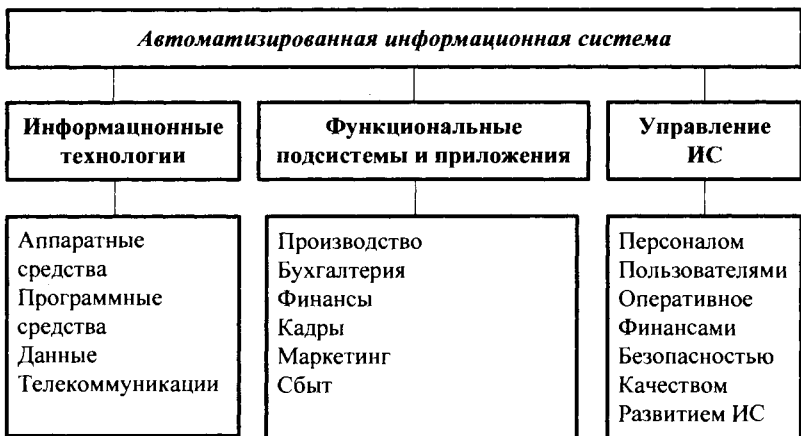 Автоматизированная информационная система
Информационные
технологии
Функциональные
подсистемы и приложения
Управление
ИС
Аппаратные
средства
Программные
средства
Данные
Телекоммуникации
Производство
Бухгалтерия
Финансы
Кадры
Маркетинг
Сбыт
Персоналом
Пользователями
Оперативное
Финансами
Безопасностью
Качеством
Развитием ИС